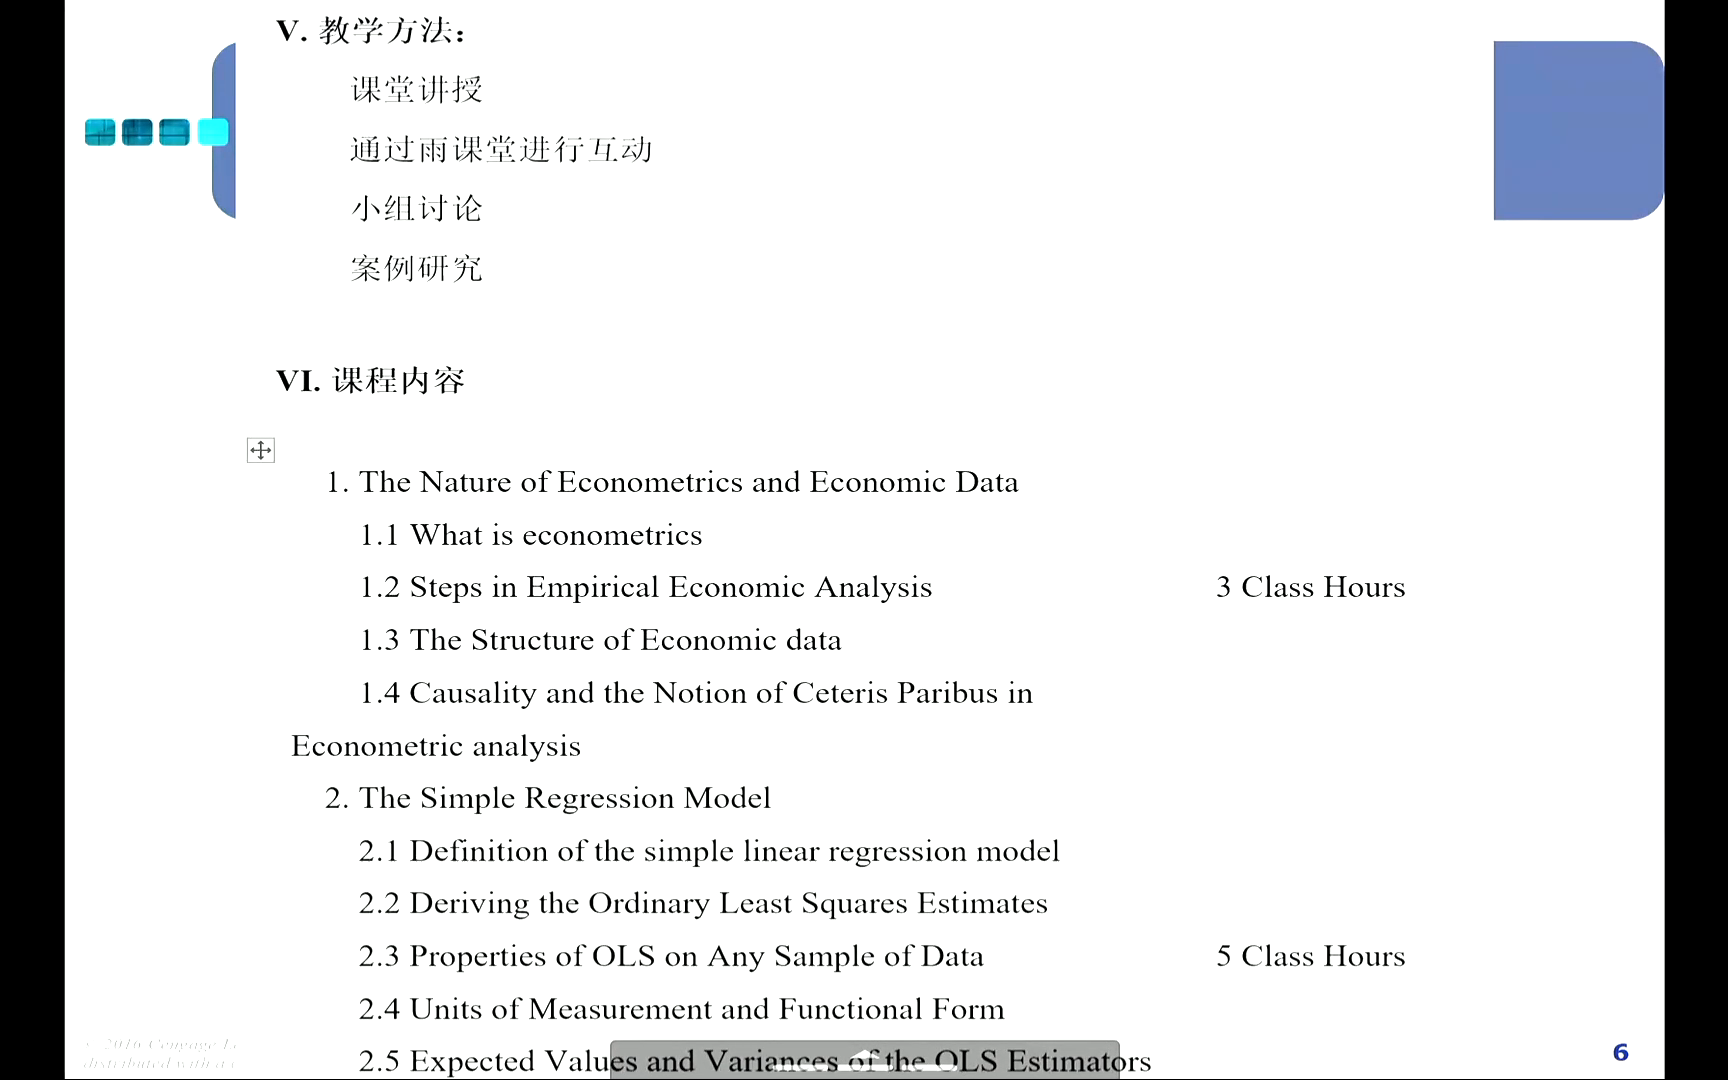 V. 教学方法：
课堂讲授
通过雨课堂进行互动
小组讨论
案例研究
VI. 课程内容
1. The Nature of Econometrics and Economic Data
1.1 What is econometrics
1.2 Steps in Empirical Economic Analysis 3 Class Hours
1.3 The Structure of Economic data
1.4 Causality and the Notion of Ceteris Paribus in
Econometric analysis
2. The Simple Regression Model
2.1 Definition of the simple linear regression model
2.2 Deriving the Ordinary Least Squares Estimates
2.3 Properties of OLS on Any Sample of Data 5 Class Hours
2.4 Units of Measurement and Functional Form
2.5 Expected Values and Variances of the OLS Estimators
© 2016 Cengage
distributed with a
6